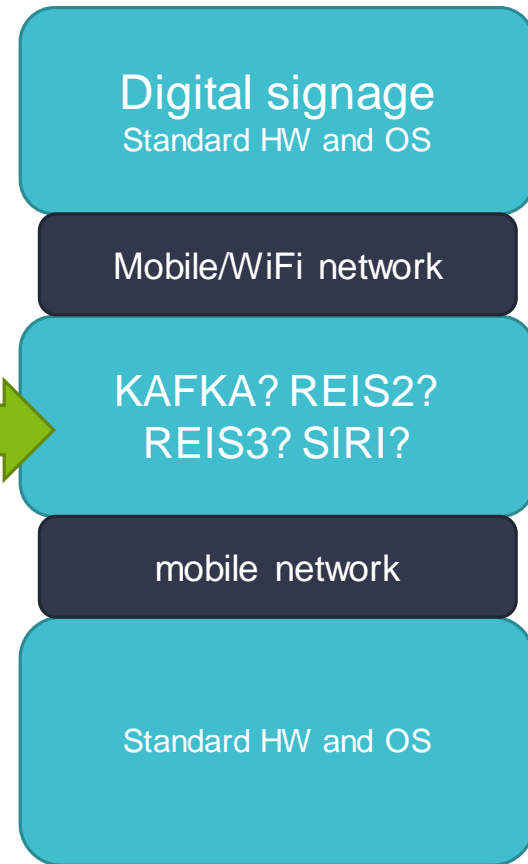 Digital signage
Standard HW and OS
Mobile/WiFi network
KAFKA? REIS2?
REIS3? SIRI?
mobile network
Standard HW and OS